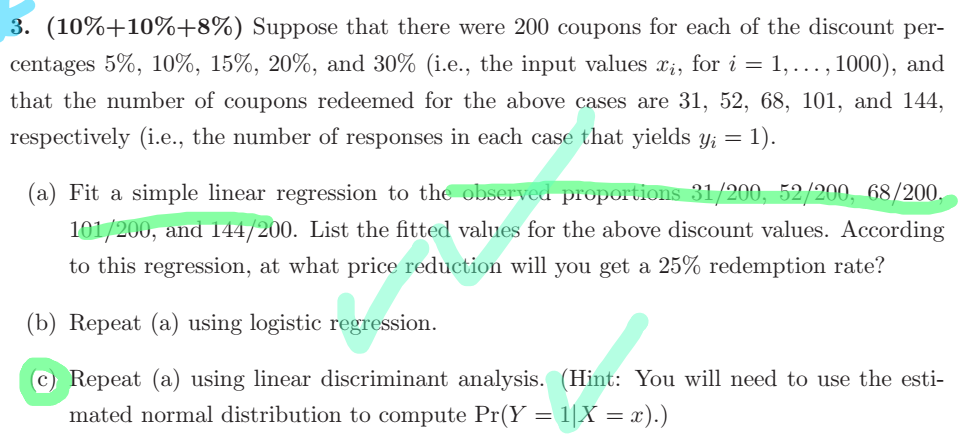 3. (10%+10%+8%) Suppose that there were 200 coupons for each of the discount per-
centages 5%, 10%, 15%, 20%, and 30% (i.e., the input values xᵢ, for i = 1, . . . , 1000), and
that the number of coupons redeemed for the above cases are 31, 52, 68, 101, and 144,
respectively (i.e., the number of responses in each case that yields yᵢ = 1).
(a) Fit a simple linear regression to the observed proportions 31/200, 52/200, 68/200,
101/200, and 144/200. List the fitted values for the above discount values. According
to this regression, at what price reduction will you get a 25% redemption rate?
(b) Repeat (a) using logistic regression.
(c) Repeat (a) using linear discriminant analysis. (Hint: You will need to use the esti-
mated normal distribution to compute Pr(Y = 1|X = x).)